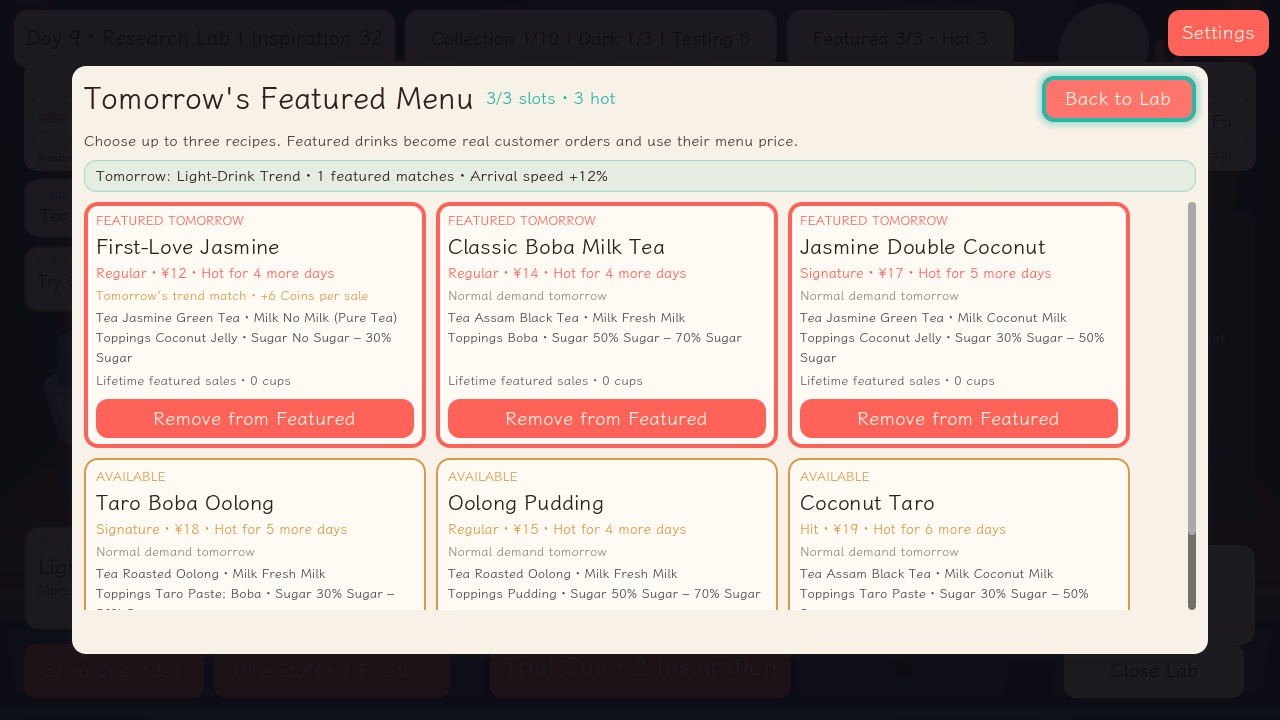 Day 9 • Research Lab | Inspiration 32
Collection 1/10 | Dark 1/3 | Testing 0
Featured 3/3 • Hot 3
Settings
Tomorrow's Featured Menu
3/3 slots • 3 hot
Back to Lab
Choose up to three recipes. Featured drinks become real customer orders and use their menu price.
Tomorrow: Light-Drink Trend • 1 featured matches • Arrival speed +12%
FEATURED TOMORROW
First-Love Jasmine
Regular • ¥12 • Hot for 4 more days
Tomorrow's trend match • +6 Coins per sale
Tea Jasmine Green Tea • Milk No Milk (Pure Tea)
Toppings Coconut Jelly • Sugar No Sugar – 30%
Sugar
Lifetime featured sales • 0 cups
Remove from Featured
FEATURED TOMORROW
Classic Boba Milk Tea
Regular • ¥14 • Hot for 4 more days
Normal demand tomorrow
Tea Assam Black Tea • Milk Fresh Milk
Toppings Boba • Sugar 50% Sugar – 70% Sugar
Lifetime featured sales • 0 cups
Remove from Featured
FEATURED TOMORROW
Jasmine Double Coconut
Signature • ¥17 • Hot for 5 more days
Normal demand tomorrow
Tea Jasmine Green Tea • Milk Coconut Milk
Toppings Coconut Jelly • Sugar 30% Sugar – 50%
Sugar
Lifetime featured sales • 0 cups
Remove from Featured
AVAILABLE
Taro Boba Oolong
Signature • ¥18 • Hot for 5 more days
Normal demand tomorrow
Tea Roasted Oolong • Milk Fresh Milk
Toppings Taro Paste; Boba • Sugar 30% Sugar –
AVAILABLE
Oolong Pudding
Regular • ¥15 • Hot for 4 more days
Normal demand tomorrow
Tea Roasted Oolong • Milk Fresh Milk
Toppings Pudding • Sugar 50% Sugar – 70% Sugar
AVAILABLE
Coconut Taro
Hit • ¥19 • Hot for 6 more days
Normal demand tomorrow
Tea Assam Black Tea • Milk Coconut Milk
Toppings Taro Paste • Sugar 30% Sugar – 50%
Shop Upgrades
Hire Staff • 1 Position
Trial Cup • 2 Inspiration
Close Lab